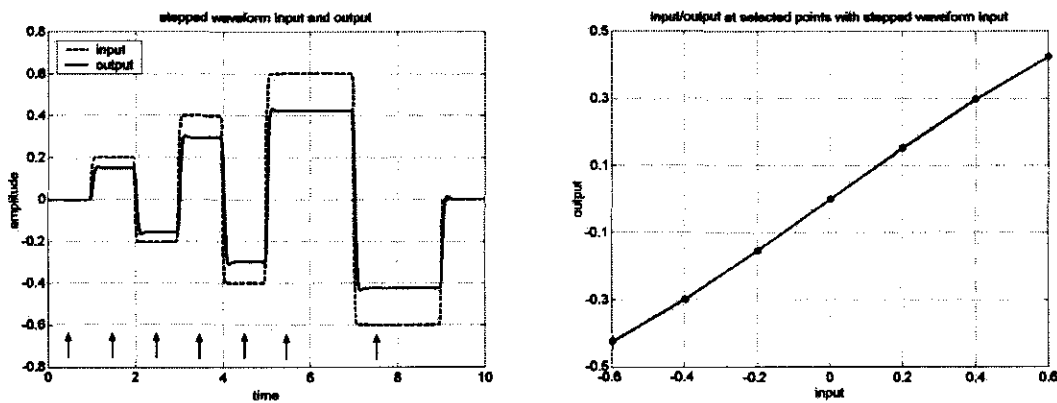 stepped waveform input and output
0.8
0.6
0.4
0.2
0
-0.2
-0.4
-0.6
-0.8
amplitude
input
output
0 2 4 6 8 10
time
input/output at selected points with stepped waveform input
0.5
0.3
0.1
-0.1
-0.3
-0.5
output
-0.6 -0.4 -0.2 0 0.2 0.4 0.6
input